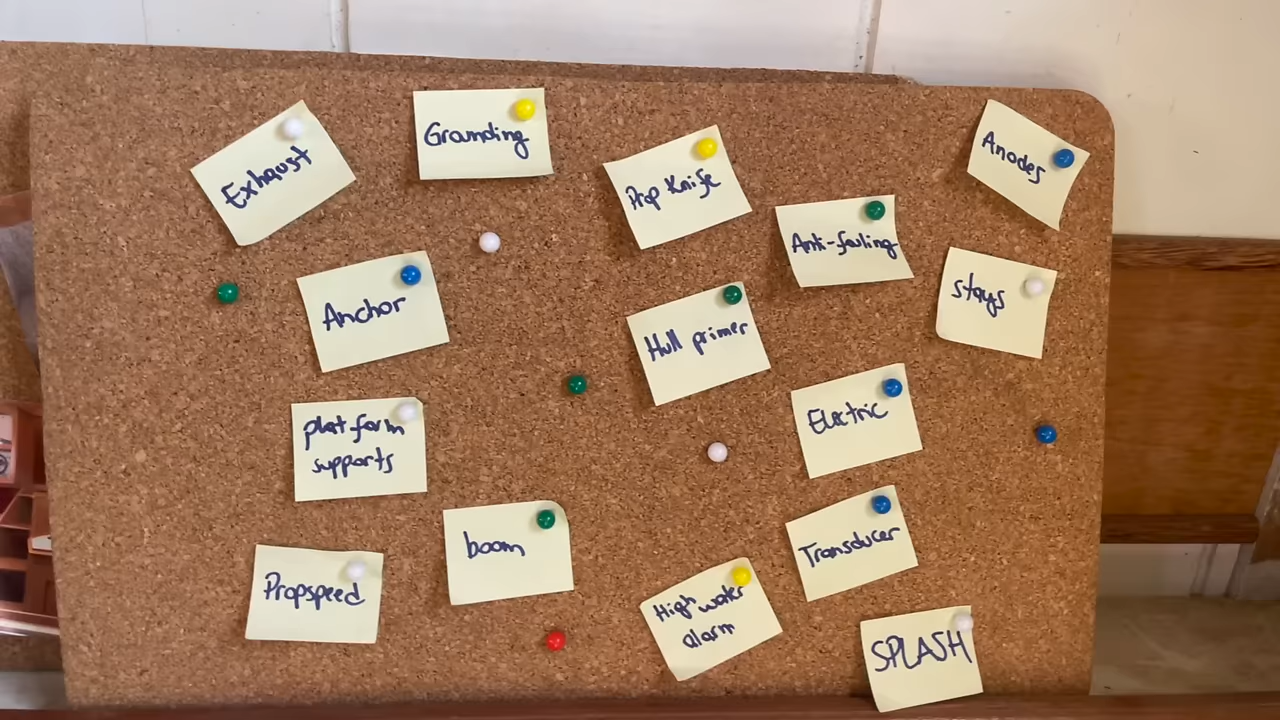 Exhaust
Grounding
Prop Knife
Anodes
Anti-fouling
Anchor
stays
Hull primer
Electric
platform
supports
boom
Transducer
Propspeed
High water
alarm
SPLASH